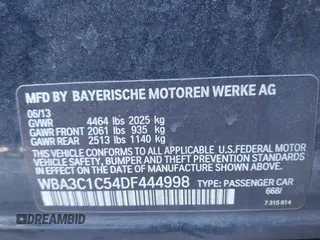 MFD BY BAYERISCHE MOTOREN WERKE AG
06/13
GVWR 4464 lbs 2025 kg
GAWR FRONT 2061 lbs 935 kg
GAWR REAR 2513 lbs 1140 kg
THIS VEHICLE CONFORMS TO ALL APPLICABLE U.S. FEDERAL MOTOR
VEHICLE SAFETY, BUMPER, AND THEFT PREVENTION STANDARDS IN
EFFECT ON THE DATE OF MANUFACTURE SHOWN ABOVE.
WBA3C1C54DF444998 TYPE: PASSENGER CAR
668/
7 315 814
DREAMBID